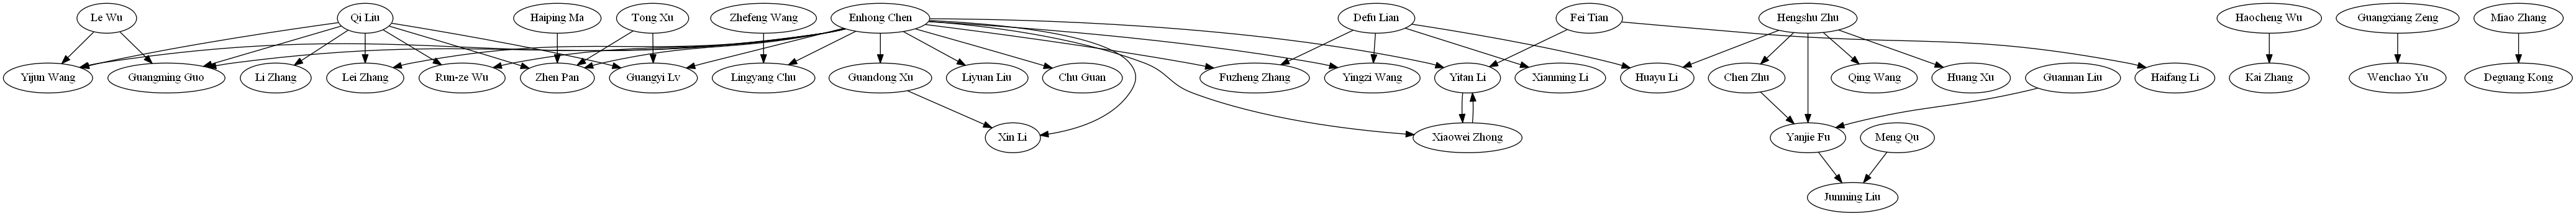 Le Wu
Qi Liu
Haiping Ma
Tong Xu
Zhefeng Wang
Enhong Chen
Defu Lian
Fei Tian
Hengshu Zhu
Haocheng Wu
Guangxiang Zeng
Miao Zhang
Yijun Wang
Guangming Guo
Li Zhang
Lei Zhang
Run-ze Wu
Zhen Pan
Guangyi Lv
Lingyang Chu
Guandong Xu
Liyuan Liu
Chu Guan
Fuzheng Zhang
Yingzi Wang
Yitan Li
Xianming Li
Huayu Li
Chen Zhu
Qing Wang
Huang Xu
Guannan Liu
Haifang Li
Kai Zhang
Wenchao Yu
Deguang Kong
Xin Li
Xiaowei Zhong
Yanjie Fu
Meng Qu
Junming Liu